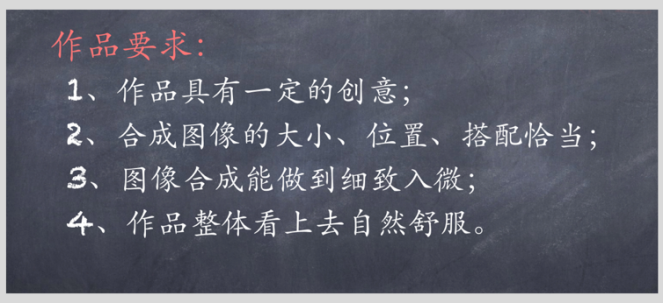 作品要求：
1、作品具有一定的创意；
2、合成图像的大小、位置、搭配恰当；
3、图像合成能做到细致入微；
4、作品整体看上去自然舒服。